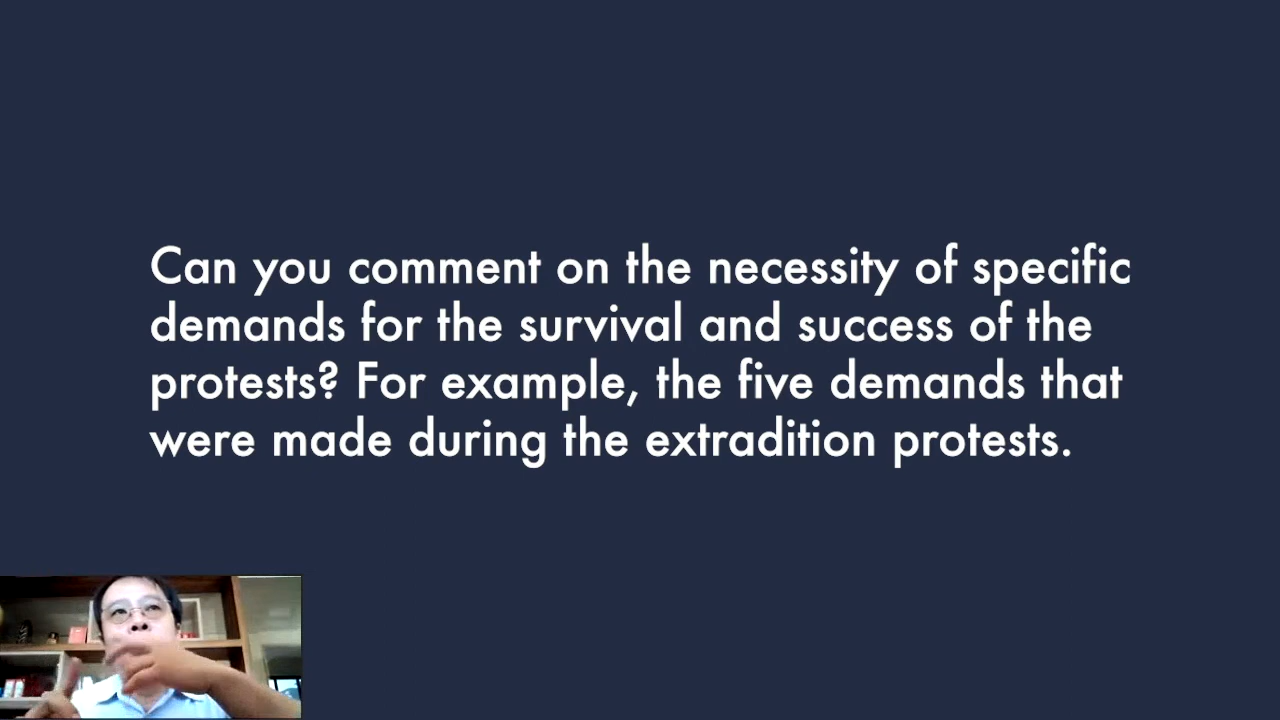 Can you comment on the necessity of specific
demands for the survival and success of the
protests? For example, the five demands that
were made during the extradition protests.